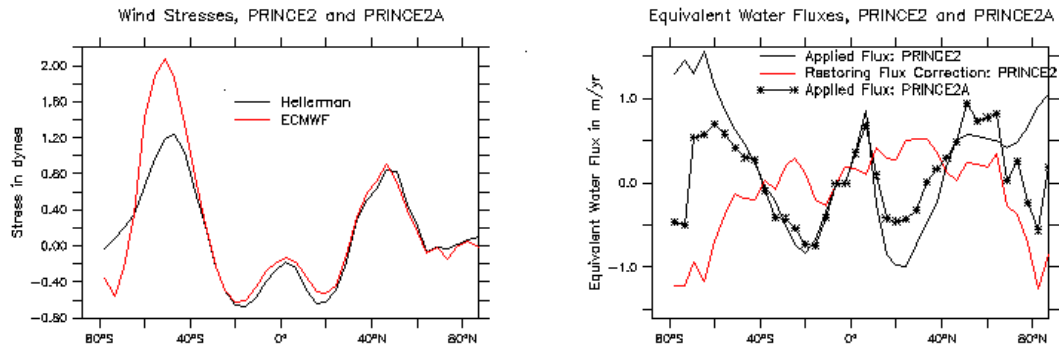 Wind Stresses, PRINCE2 and PRINCE2A
Stress in dynes
2.00
1.60
1.20
0.80
0.40
0.00
−0.40
−0.80
80°S
40°S
0°
40°N
80°N
Hellerman
ECMWF
Equivalent Water Fluxes, PRINCE2 and PRINCE2A
Equivalent Water Flux in m/yr
1.0
0.0
−1.0
80°S
40°S
0°
40°N
80°N
Applied Flux: PRINCE2
Restoring Flux Correction: PRINCE2
Applied Flux: PRINCE2A